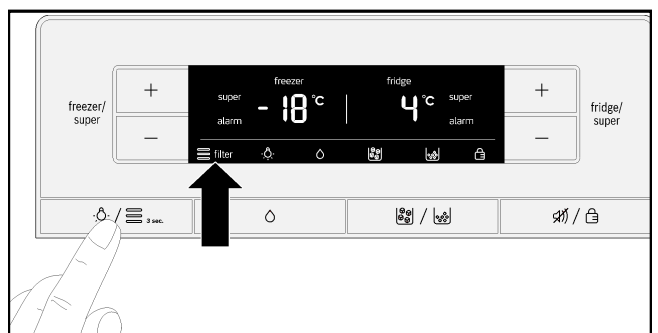 freezer/
super
+
−
freezer
super
alarm
- 18 °C
fridge
4 °C
super
alarm
filter
+
−
fridge/
super
/ 3 sec.
/
/